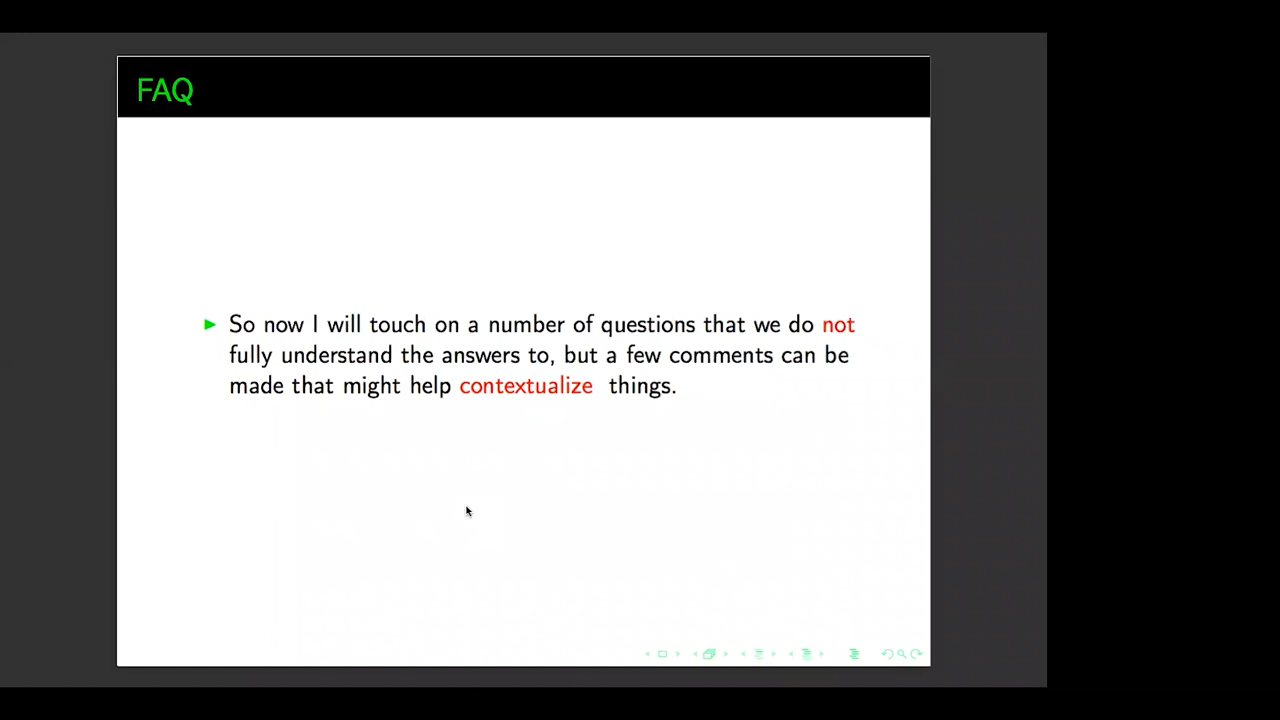 FAQ
So now I will touch on a number of questions that we do not
fully understand the answers to, but a few comments can be
made that might help contextualize things.